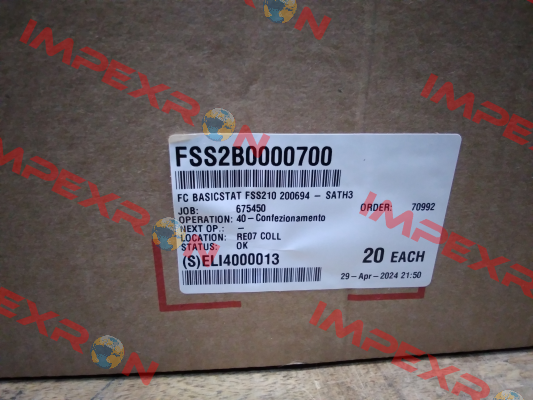 IMPEXRON
FSS2B0000700
FC BASICSTAT FSS210 200694 - SATH3
JOB: 675450 ORDER: 70992
OPERATION: 40-Confezionamento
NEXT OP.: -
LOCATION: RE07 COLL
STATUS: OK
20 EACH
(S)ELI4000013
29-Apr-2024 21:50
IMPEXRON
IMPEXRON
IMPEXRON
IMPEXRON